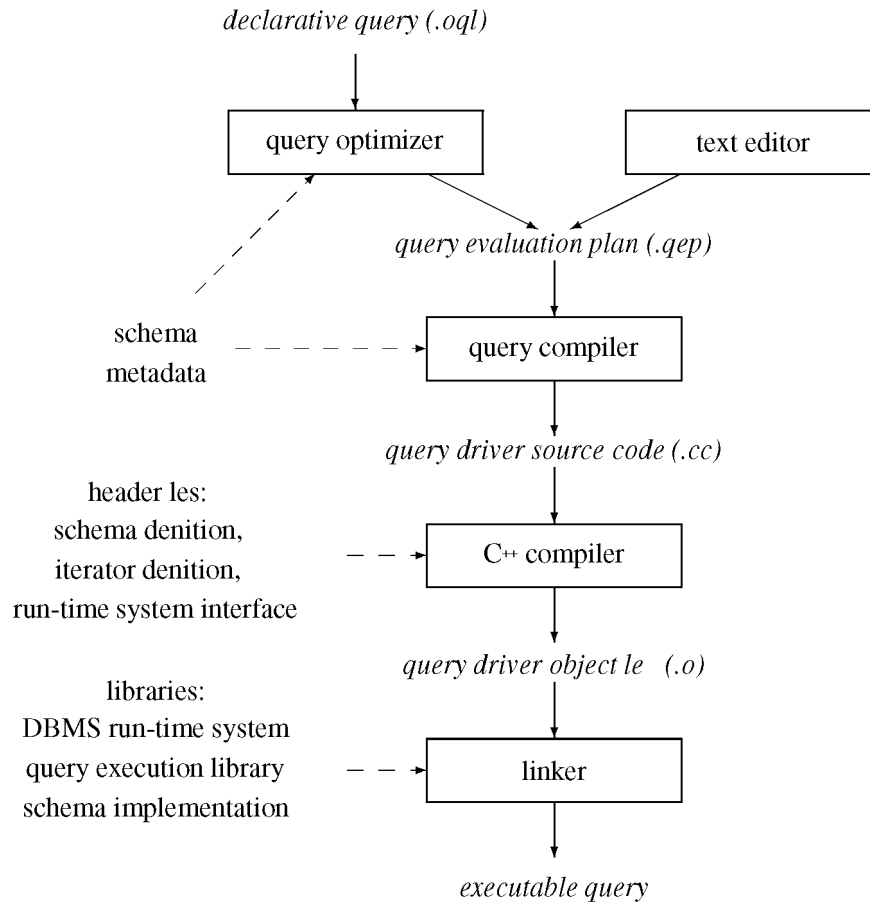 declarative query (.oql)
query optimizer
text editor
query evaluation plan (.qep)
schema
metadata
query compiler
query driver source code (.cc)
header les:
schema denition,
iterator denition,
run-time system interface
C++ compiler
query driver object le (.o)
libraries:
DBMS run-time system
query execution library
schema implementation
linker
executable query